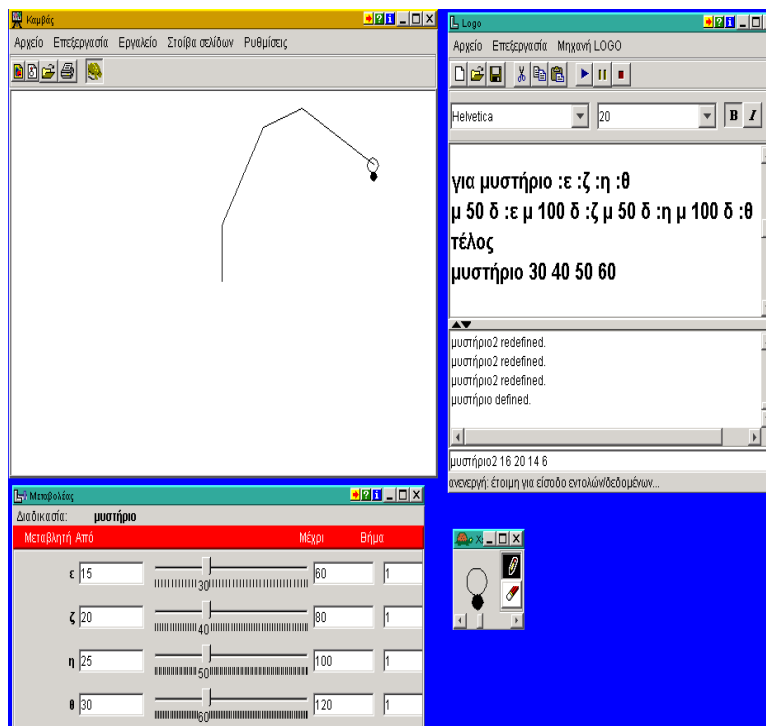 Καμβάς
Αρχείο Επεξεργασία Εργαλείο Στοίβα σελίδων Ρυθμίσεις
Logo
Αρχείο Επεξεργασία Μηχανή LOGO
Helvetica 20 B I
για μυστήριο :ε :ζ :η :θ
μ 50 δ :ε μ 100 δ :ζ μ 50 δ :η μ 100 δ :θ
τέλος
μυστήριο 30 40 50 60
μυστήριο2 redefined.
μυστήριο2 redefined.
μυστήριο2 redefined.
μυστήριο defined.
μυστήριο2 16 20 14 6
ανενεργή: έτοιμη για είσοδο εντολών/δεδομένων...
Μεταβολέας
Διαδικασία: μυστήριο
Μεταβλητή Από Μέχρι Βήμα
ε 15 30 60 1
ζ 20 40 80 1
η 25 50 100 1
θ 30 60 120 1